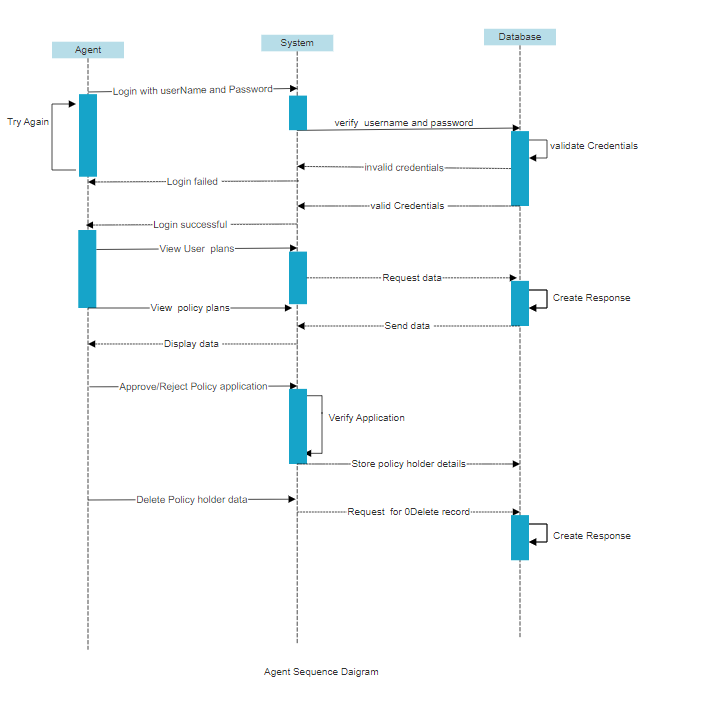 Agent
System
Database
Login with userName and Password
Try Again
verify username and password
validate Credentials
invalid credentials
Login failed
valid Credentials
Login successful
View User plans
Request data
Create Response
View policy plans
Send data
Display data
Approve/Reject Policy application
Verify Application
Store policy holder details
Delete Policy holder data
Request for 0Delete record
Create Response
Agent Sequence Daigram